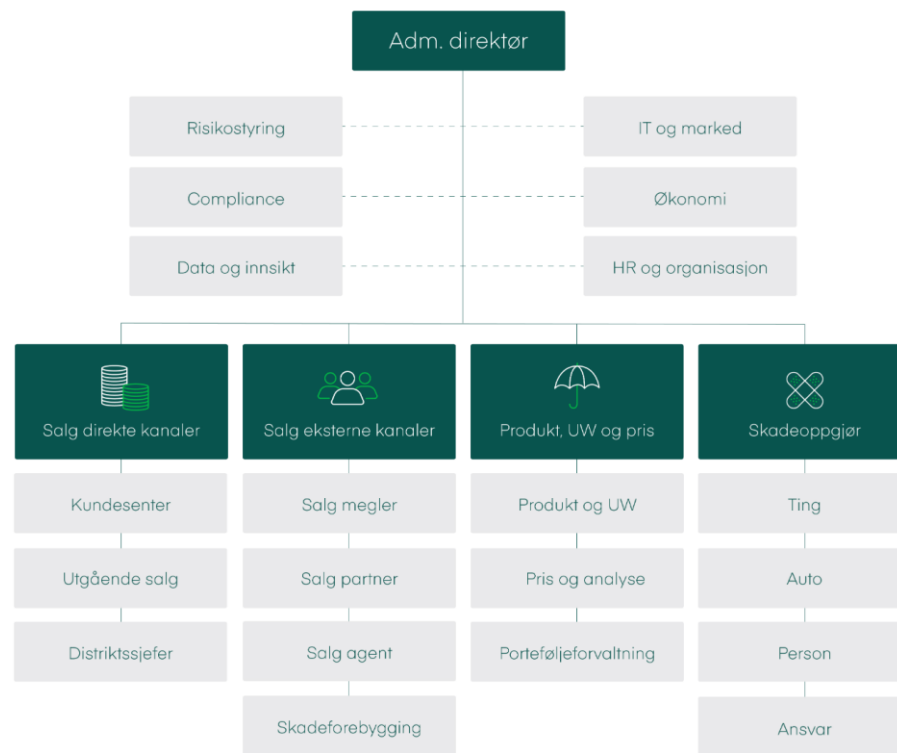 Adm. direktør
Risikostyring
IT og marked
Compliance
Økonomi
Data og innsikt
HR og organisasjon
Salg direkte kanaler
Salg eksterne kanaler
Produkt, UW og pris
Skadeoppgjør
Kundesenter
Salg megler
Produkt og UW
Ting
Utgående salg
Salg partner
Pris og analyse
Auto
Distriktssjefer
Salg agent
Porteføljeforvaltning
Person
Skadeforebygging
Ansvar